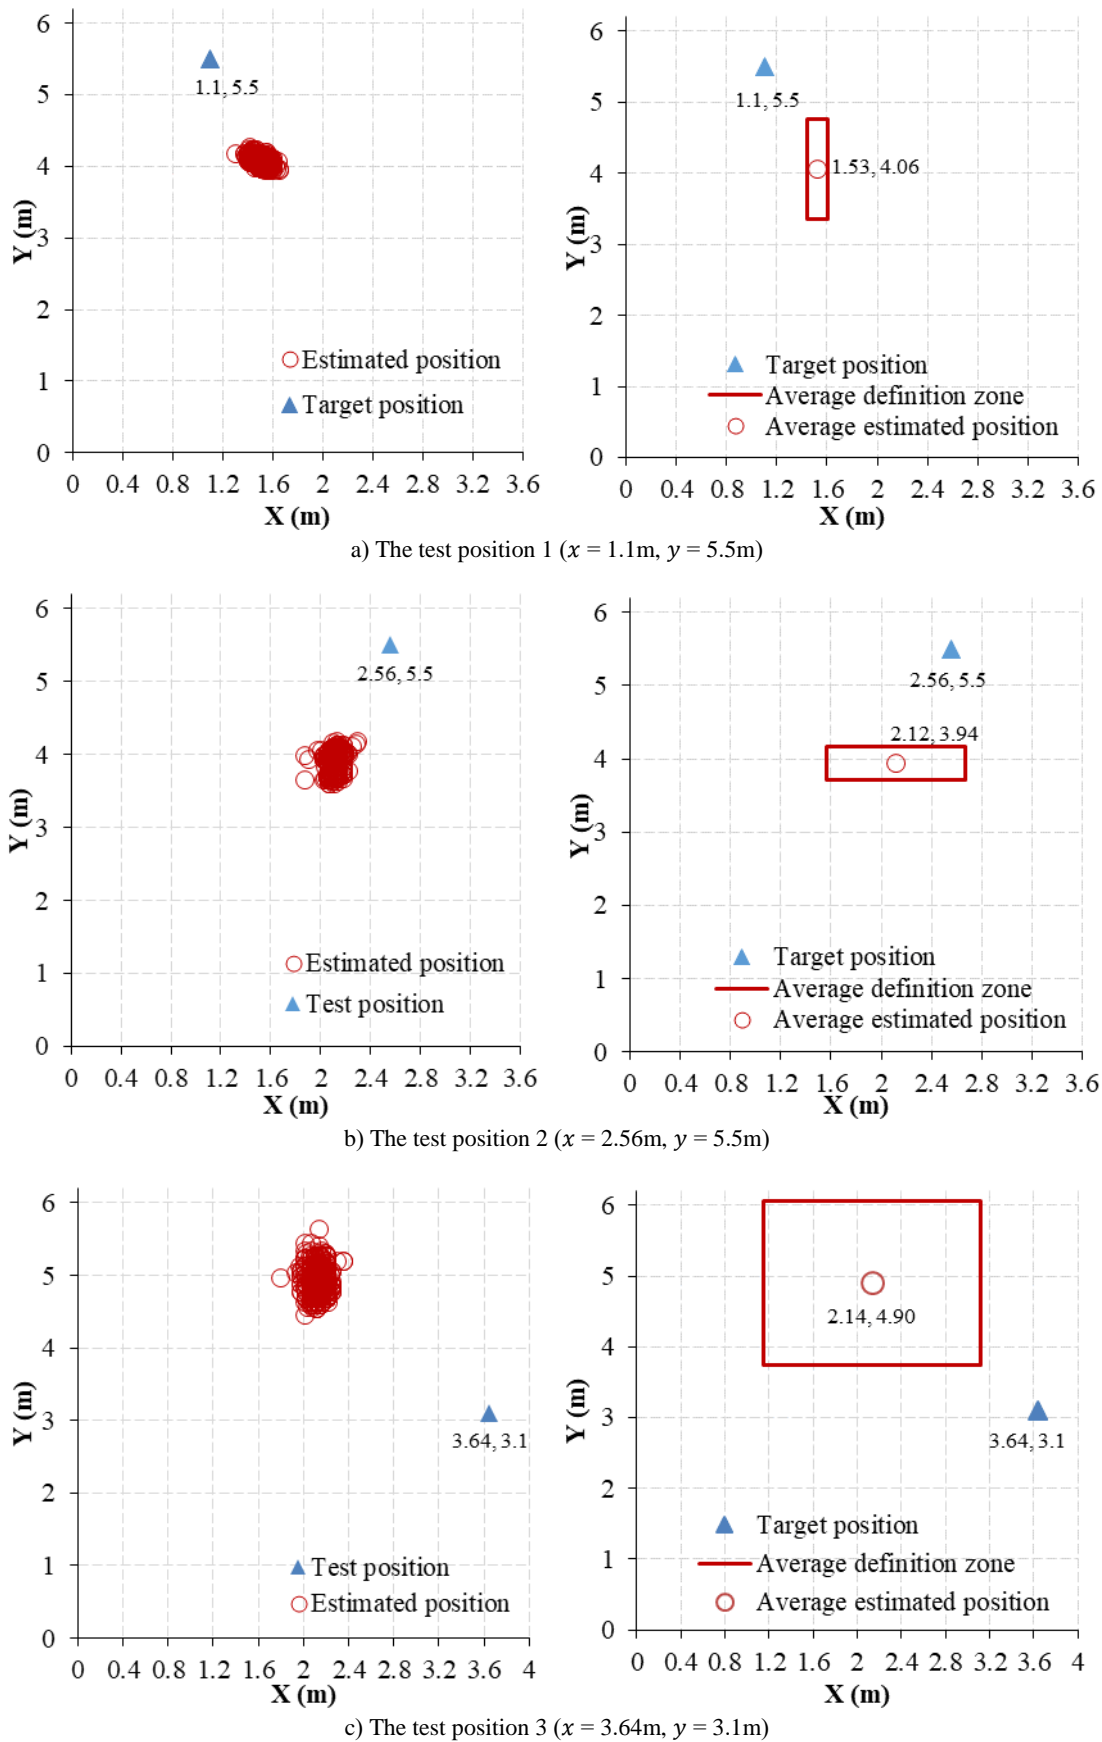 6
5
4
3
2
1
0
Y (m)
1.1, 5.5
Estimated position
Target position
0 0.4 0.8 1.2 1.6 2 2.4 2.8 3.2 3.6
X (m)
6
5
4
3
2
1
0
Y (m)
1.1, 5.5
1.53, 4.06
Target position
Average definition zone
Average estimated position
0 0.4 0.8 1.2 1.6 2 2.4 2.8 3.2 3.6
X (m)
a) The test position 1 (x = 1.1m, y = 5.5m)
6
5
4
3
2
1
0
Y (m)
2.56, 5.5
Estimated position
Test position
0 0.4 0.8 1.2 1.6 2 2.4 2.8 3.2 3.6
X (m)
6
5
4
3
2
1
0
Y (m)
2.56, 5.5
2.12, 3.94
Target position
Average definition zone
Average estimated position
0 0.4 0.8 1.2 1.6 2 2.4 2.8 3.2 3.6
X (m)
b) The test position 2 (x = 2.56m, y = 5.5m)
6
5
4
3
2
1
0
Y (m)
3.64, 3.1
Test position
Estimated position
0 0.4 0.8 1.2 1.6 2 2.4 2.8 3.2 3.6 4
X (m)
6
5
4
3
2
1
0
Y (m)
2.14, 4.90
3.64, 3.1
Target position
Average definition zone
Average estimated position
0 0.4 0.8 1.2 1.6 2 2.4 2.8 3.2 3.6 4
X (m)
c) The test position 3 (x = 3.64m, y = 3.1m)